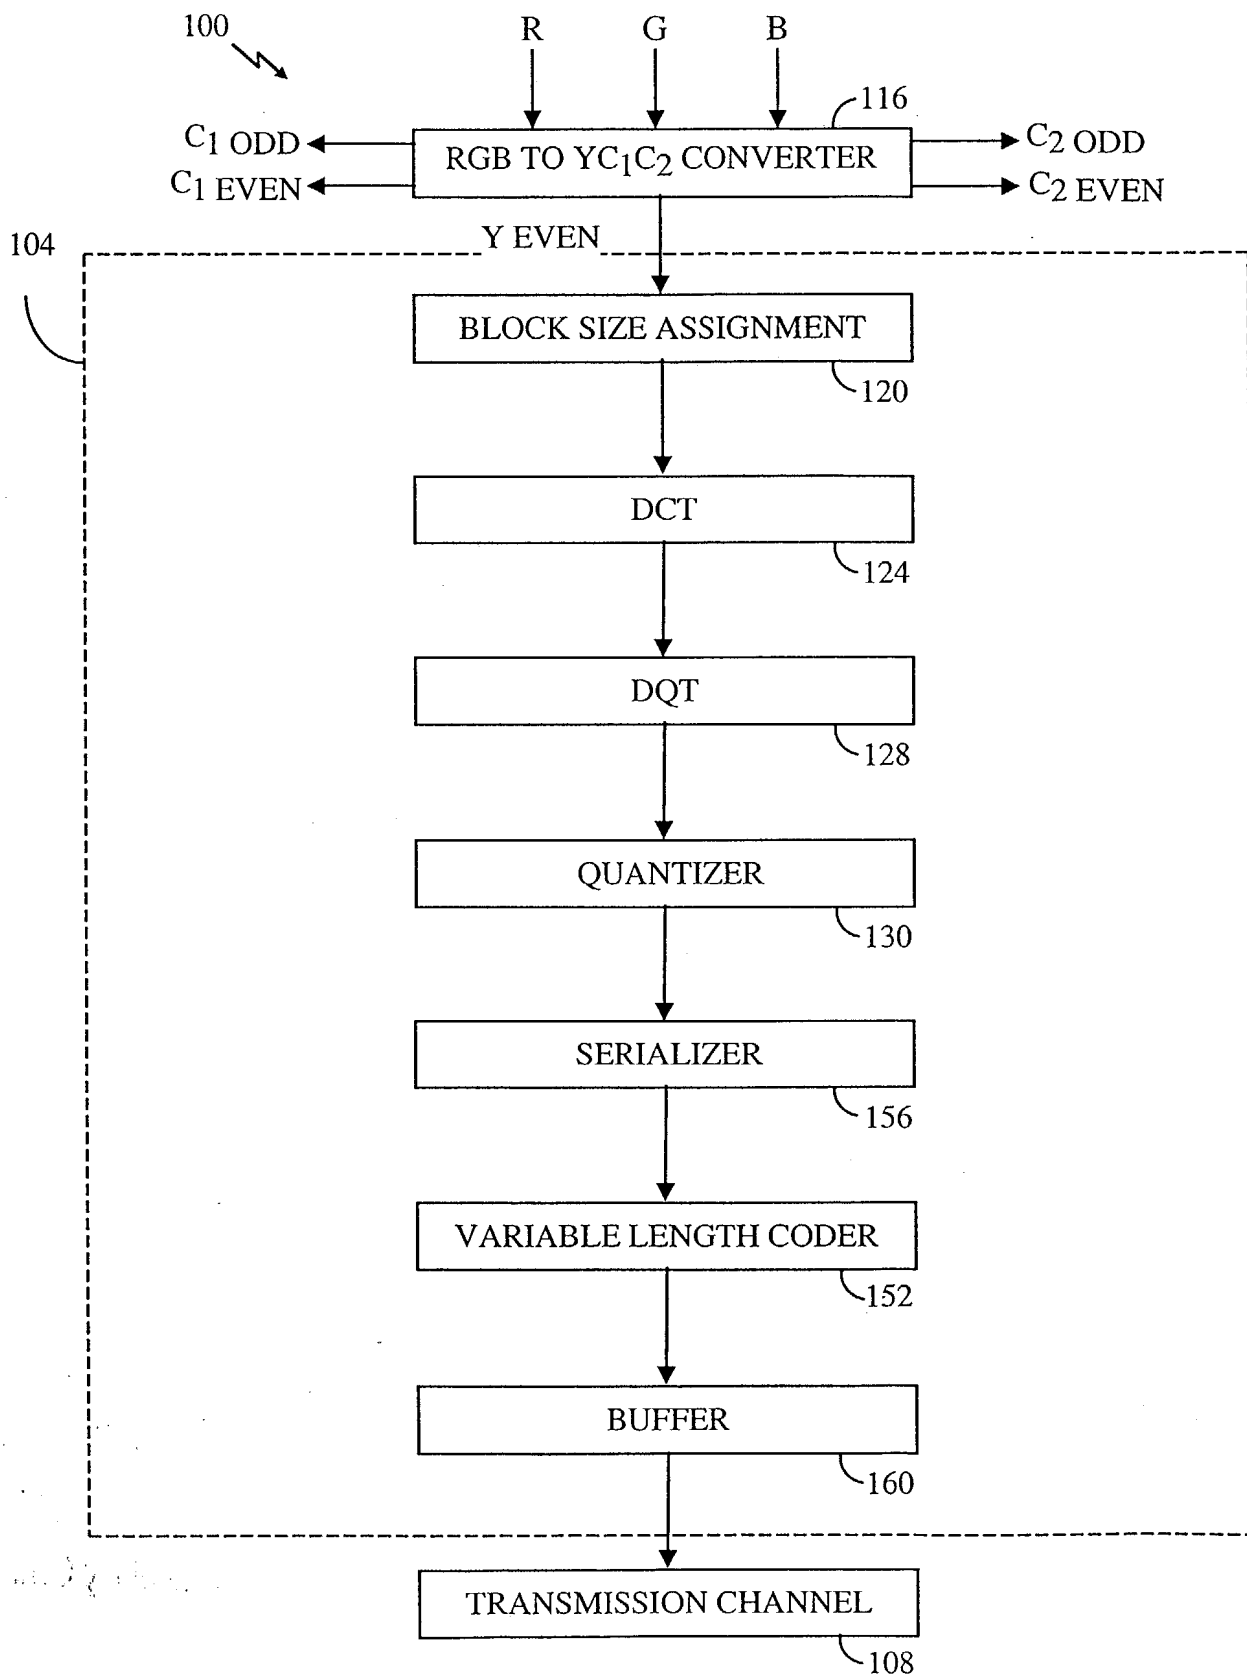 100
R G B
116
C1 ODD
RGB TO YC1C2 CONVERTER
C2 ODD
C1 EVEN
C2 EVEN
104
Y EVEN
BLOCK SIZE ASSIGNMENT
120
DCT
124
DQT
128
QUANTIZER
130
SERIALIZER
156
VARIABLE LENGTH CODER
152
BUFFER
160
TRANSMISSION CHANNEL
108